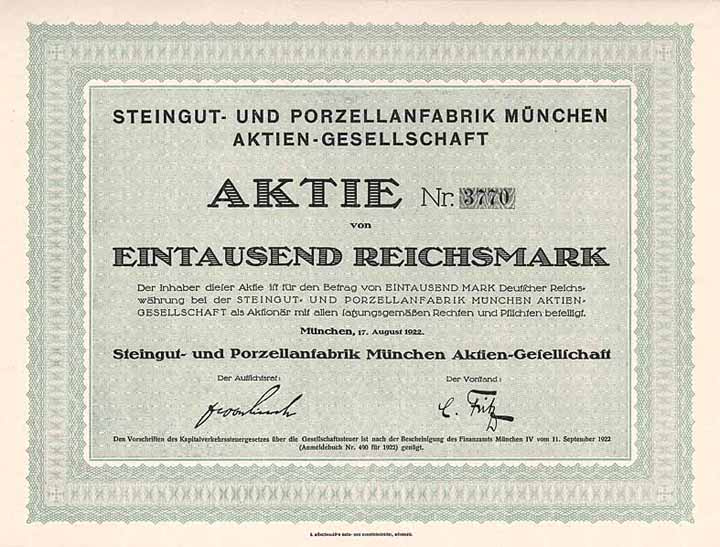 STEINGUT- UND PORZELLANFABRIK MÜNCHEN
AKTIEN-GESELLSCHAFT
AKTIE Nr. 3770
von
EINTAUSEND REICHSMARK
Der Inhaber dieſer Aktie iſt für den Betrag von EINTAUSEND MARK Deutſcher Reichs-
währung bei der STEINGUT- UND PORZELLANFABRIK MÜNCHEN AKTIEN-
GESELLSCHAFT als Aktionär mit allen ſaßungsgemäßen Rechten und Pflichten beteiligt.
München, 17. August 1922.
Steingut- und Porzellanfabrik München Aktien-Geſellſchaft
Der Aufſichtsrat: Der Vorſtand:
C. Fritz
Den Vorschriften des Kapitalverkehrssteuergesetzes über die Gesellschaftssteuer ist nach der Bescheinigung des Finanzamts München IV vom 11. September 1922
(Anmeldebuch Nr. 490 für 1922) genügt.